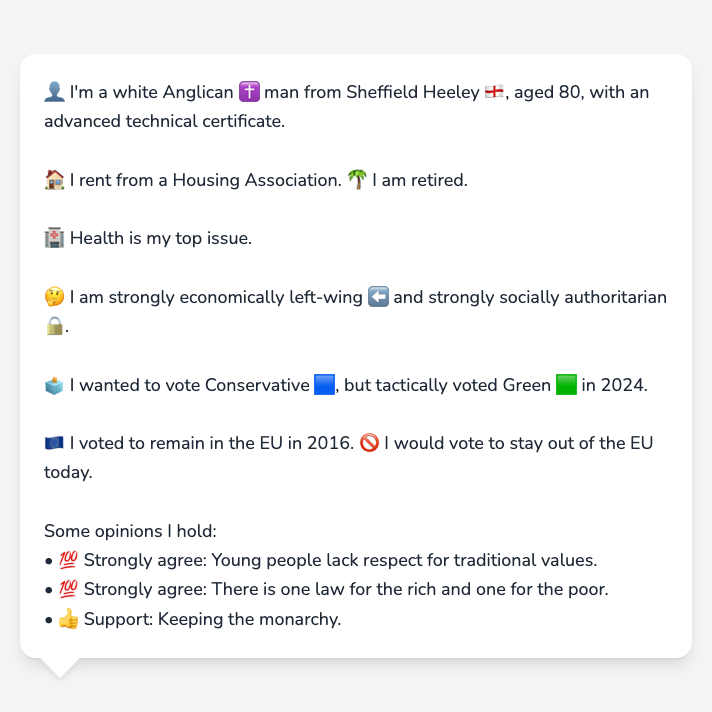 👤 I'm a white Anglican ✝️ man from Sheffield Heeley 🏴󠁧󠁢󠁥󠁮󠁧󠁿, aged 80, with an
advanced technical certificate.
🏠 I rent from a Housing Association. 🌴 I am retired.
🏥 Health is my top issue.
🤔 I am strongly economically left-wing ⬅️ and strongly socially authoritarian
🔒.
🗳️ I wanted to vote Conservative 🟦, but tactically voted Green 🟩 in 2024.
🇪🇺 I voted to remain in the EU in 2016. 🚫 I would vote to stay out of the EU
today.
Some opinions I hold:
• 💯 Strongly agree: Young people lack respect for traditional values.
• 💯 Strongly agree: There is one law for the rich and one for the poor.
• 👍 Support: Keeping the monarchy.